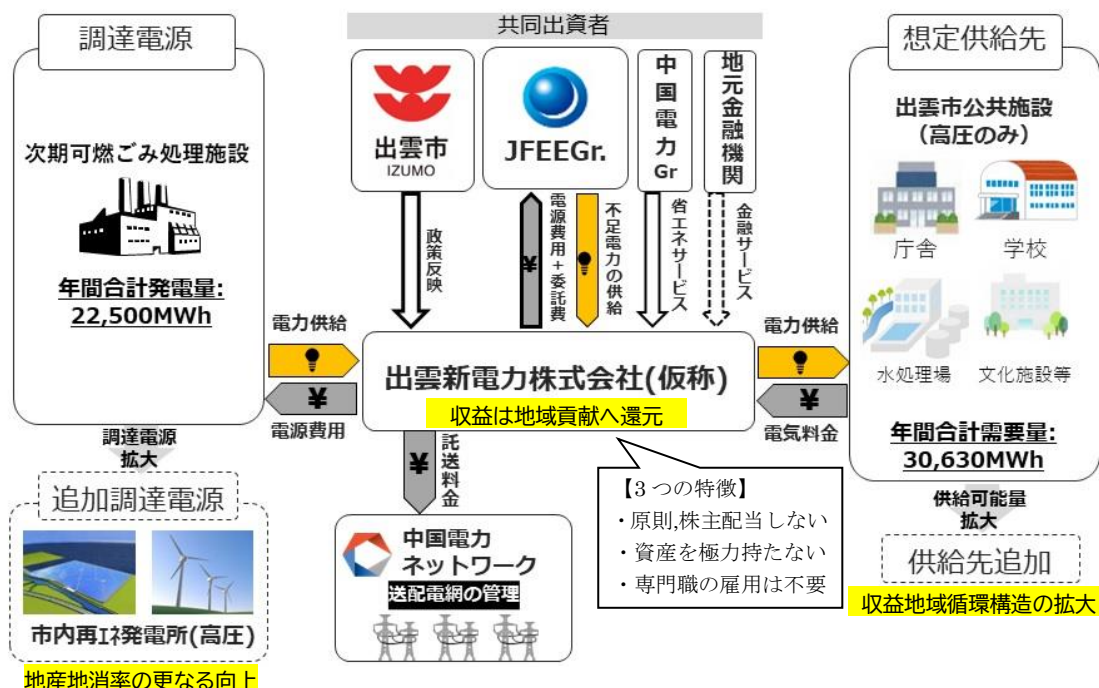 調達電源
次期可燃ごみ処理施設
年間合計発電量:
22,500MWh
調達電源
拡大
追加調達電源
市内再エネ発電所(高圧)
地産地消率の更なる向上
共同出資者
出雲市
IZUMO
JFEEGr.
中国電力Gr
地元金融機関
政策反映
¥
電源費用+委託費
不足電力の供給
省エネサービス
金融サービス
電力供給
¥
電源費用
出雲新電力株式会社(仮称)
収益は地域貢献へ還元
電力供給
¥
電気料金
¥
託送料金
中国電力
ネットワーク
送配電網の管理
【3つの特徴】
・原則,株主配当しない
・資産を極力持たない
・専門職の雇用は不要
想定供給先
出雲市公共施設
(高圧のみ)
庁舎
学校
水処理場
文化施設等
年間合計需要量:
30,630MWh
供給可能量
拡大
供給先追加
収益地域循環構造の拡大